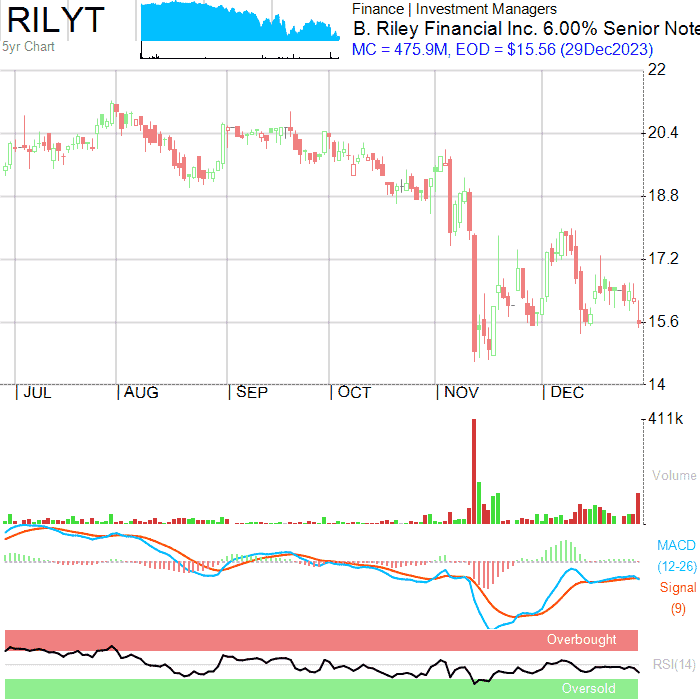 RILYT
5yr Chart
Finance | Investment Managers
B. Riley Financial Inc. 6.00% Senior Note
MC = 475.9M, EOD = $15.56 (29Dec2023)
22
20.4
18.8
17.2
15.6
14
JUL AUG SEP OCT NOV DEC
411k
Volume
MACD
(12-26)
Signal
(9)
Overbought
RSI(14)
Oversold